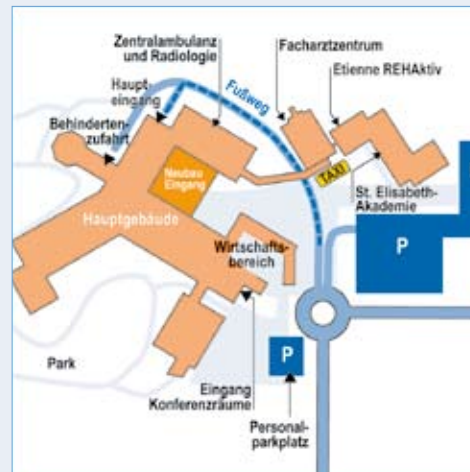 Zentralambulanz
und Radiologie
Facharztzentrum
Etienne REHAktiv
Haupt-
eingang
Fußweg
Behinderten-
zufahrt
Neubau
Eingang
TAXI
St. Elisabeth-
Akademie
Hauptgebäude
Wirtschafts-
bereich
P
Park
P
Eingang
Konferenzräume
Personal-
parkplatz